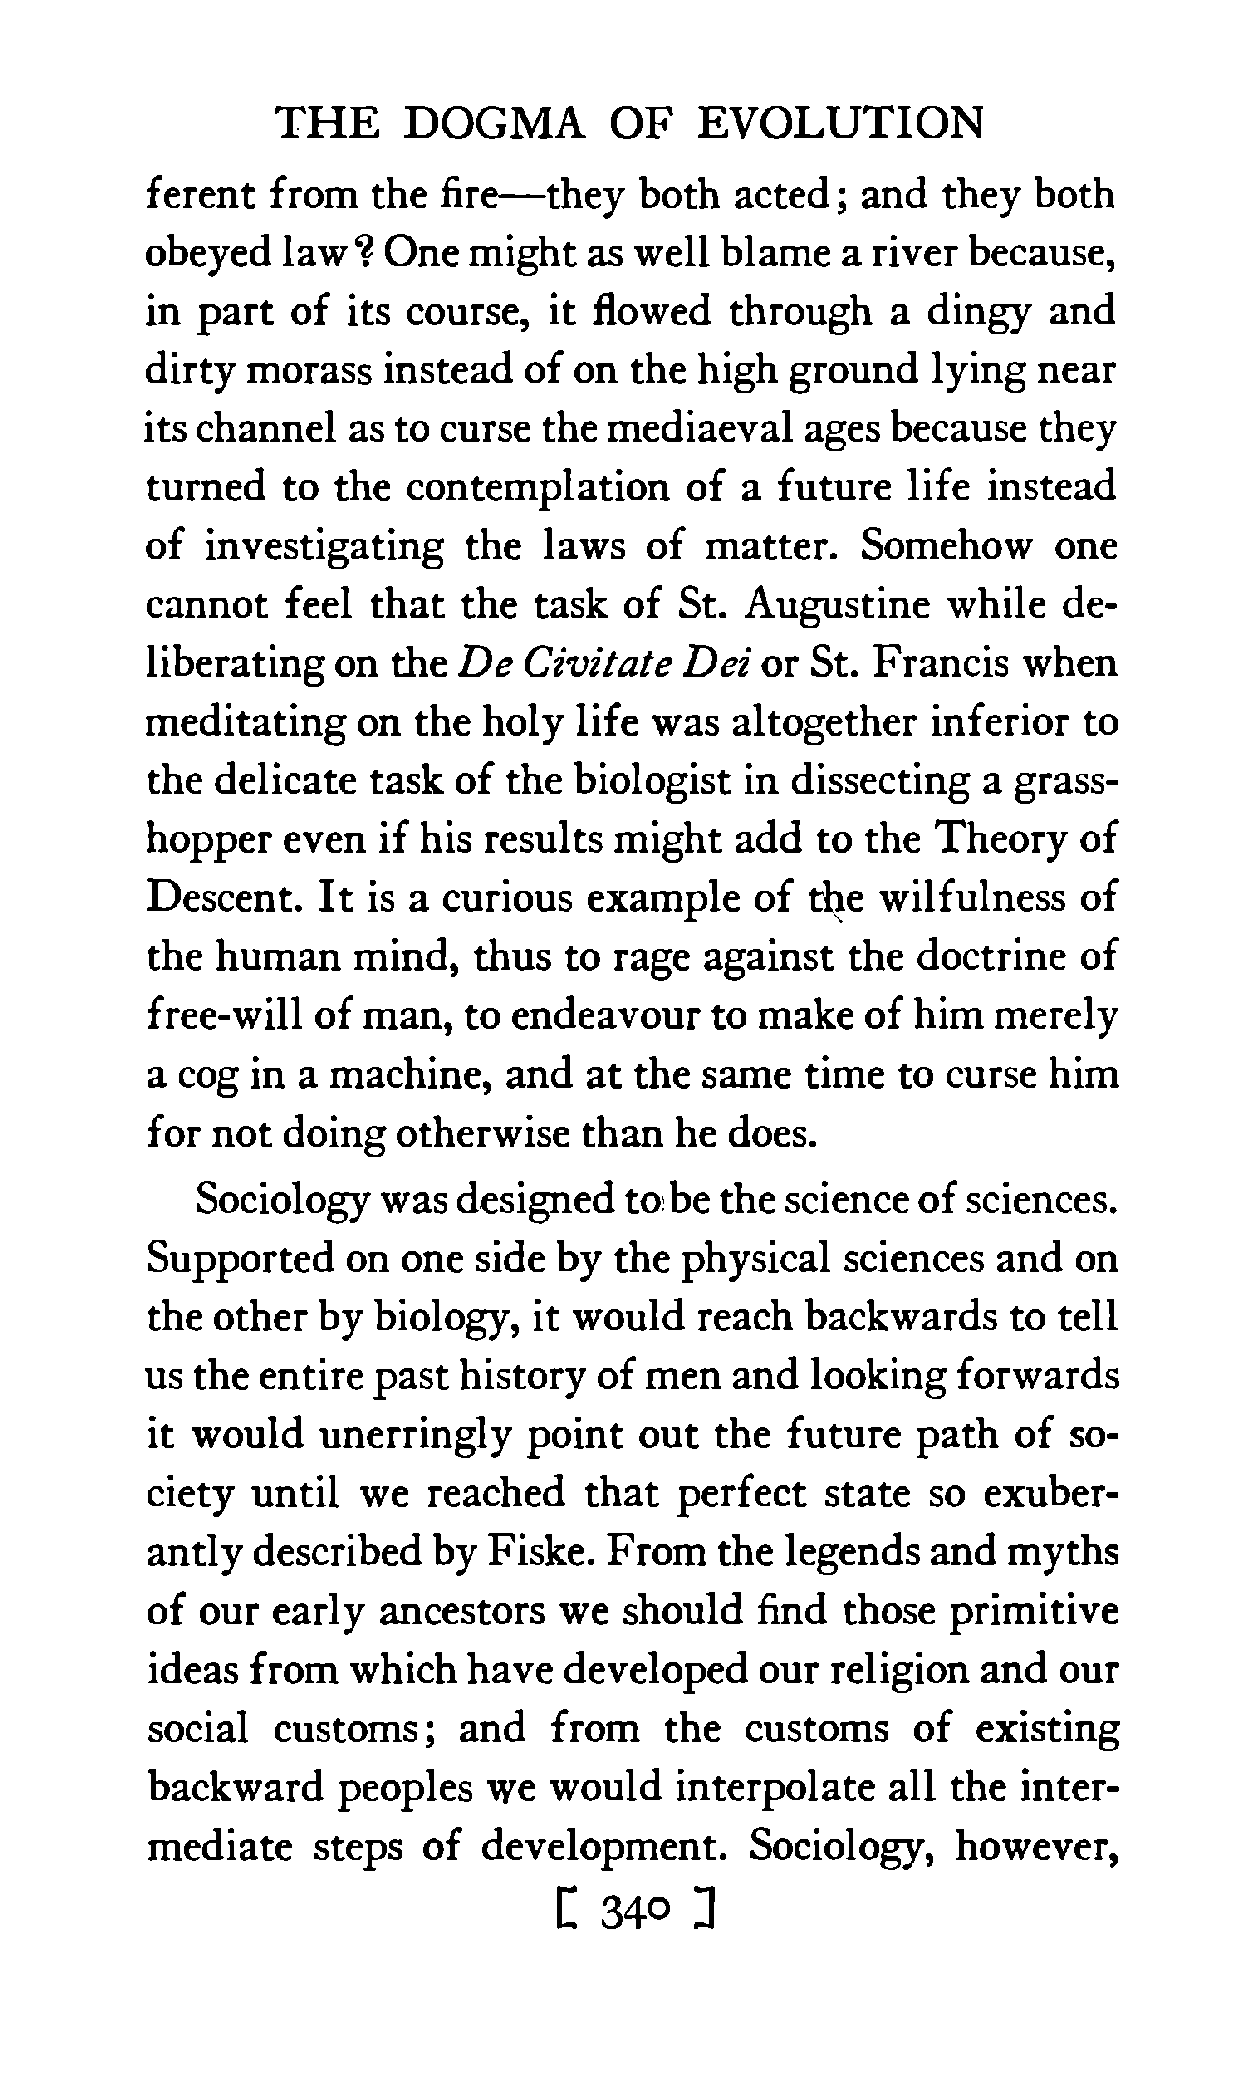 THE DOGMA OF EVOLUTION
ferent from the fire—they both acted; and they both
obeyed law? One might as well blame a river because,
in part of its course, it flowed through a dingy and
dirty morass instead of on the high ground lying near
its channel as to curse the mediaeval ages because they
turned to the contemplation of a future life instead
of investigating the laws of matter. Somehow one
cannot feel that the task of St. Augustine while de-
liberating on the De Civitate Dei or St. Francis when
meditating on the holy life was altogether inferior to
the delicate task of the biologist in dissecting a grass-
hopper even if his results might add to the Theory of
Descent. It is a curious example of the wilfulness of
the human mind, thus to rage against the doctrine of
free-will of man, to endeavour to make of him merely
a cog in a machine, and at the same time to curse him
for not doing otherwise than he does.
Sociology was designed to be the science of sciences.
Supported on one side by the physical sciences and on
the other by biology, it would reach backwards to tell
us the entire past history of men and looking forwards
it would unerringly point out the future path of so-
ciety until we reached that perfect state so exuber-
antly described by Fiske. From the legends and myths
of our early ancestors we should find those primitive
ideas from which have developed our religion and our
social customs; and from the customs of existing
backward peoples we would interpolate all the inter-
mediate steps of development. Sociology, however,
[ 340 ]